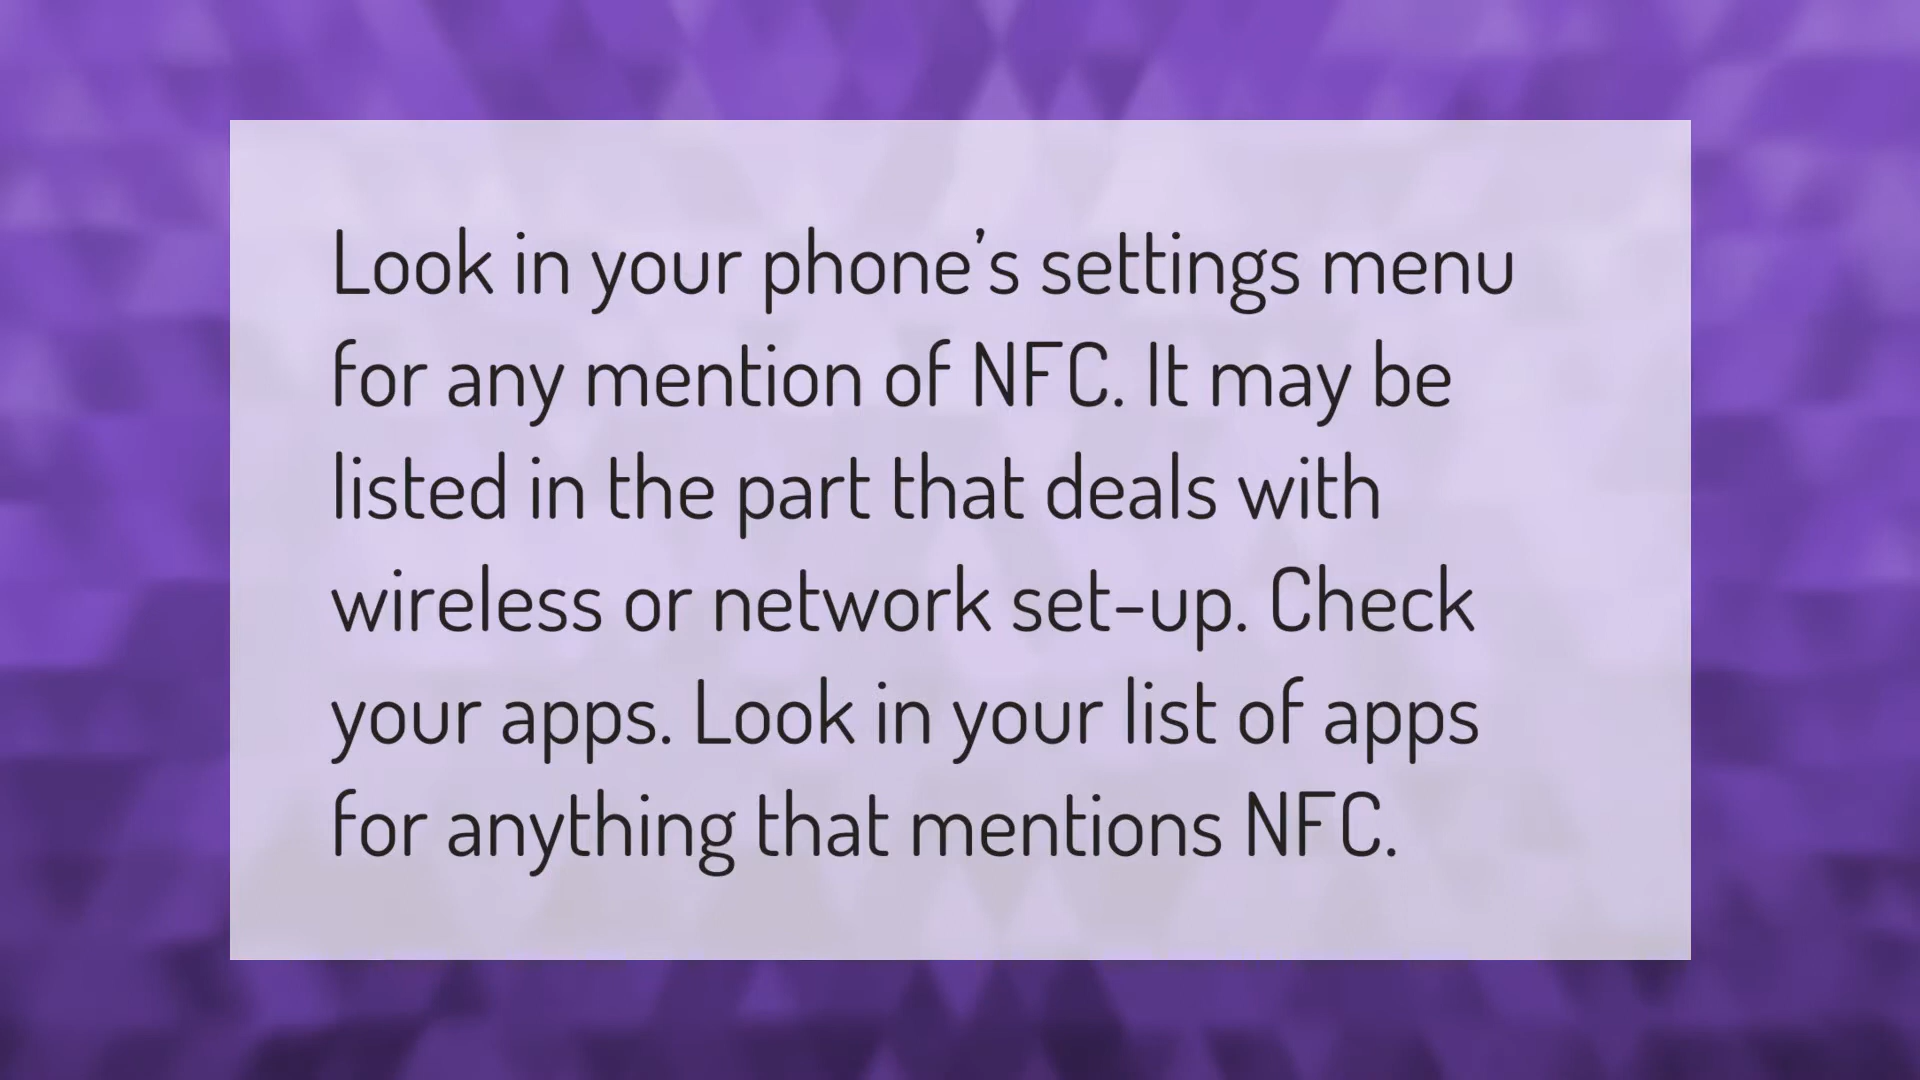 Look in your phone’s settings menu
for any mention of NFC. It may be
listed in the part that deals with
wireless or network set-up. Check
your apps. Look in your list of apps
for anything that mentions NFC.